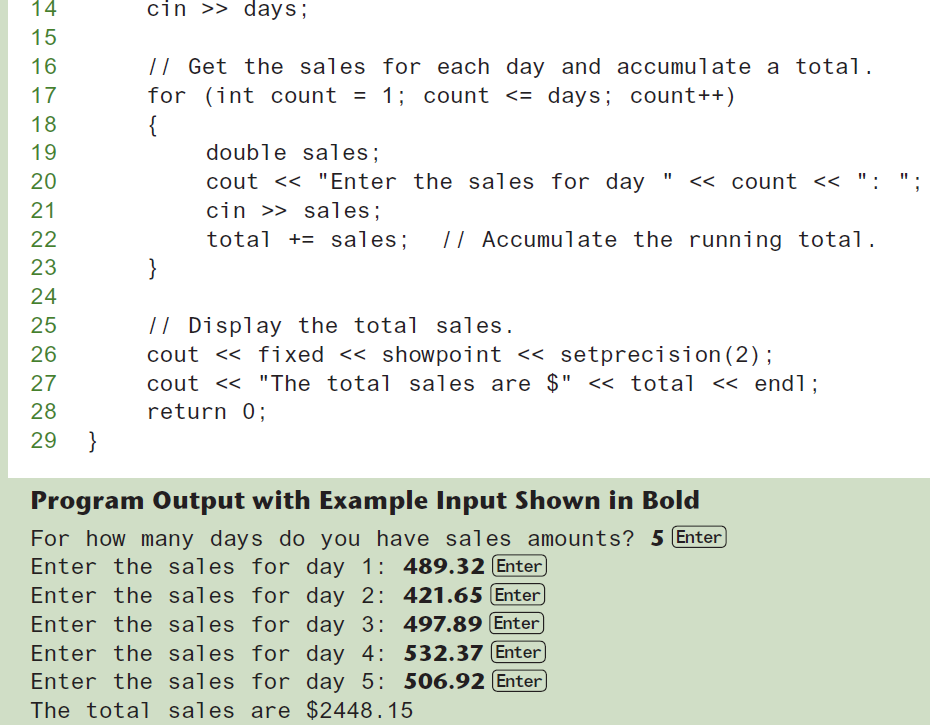 14 cin >> days;
15
16 // Get the sales for each day and accumulate a total.
17 for (int count = 1; count <= days; count++)
18 {
19 double sales;
20 cout << "Enter the sales for day " << count << ": ";
21 cin >> sales;
22 total += sales; // Accumulate the running total.
23 }
24
25 // Display the total sales.
26 cout << fixed << showpoint << setprecision(2);
27 cout << "The total sales are $" << total << endl;
28 return 0;
29 }
Program Output with Example Input Shown in Bold
For how many days do you have sales amounts? 5 Enter
Enter the sales for day 1: 489.32 Enter
Enter the sales for day 2: 421.65 Enter
Enter the sales for day 3: 497.89 Enter
Enter the sales for day 4: 532.37 Enter
Enter the sales for day 5: 506.92 Enter
The total sales are $2448.15